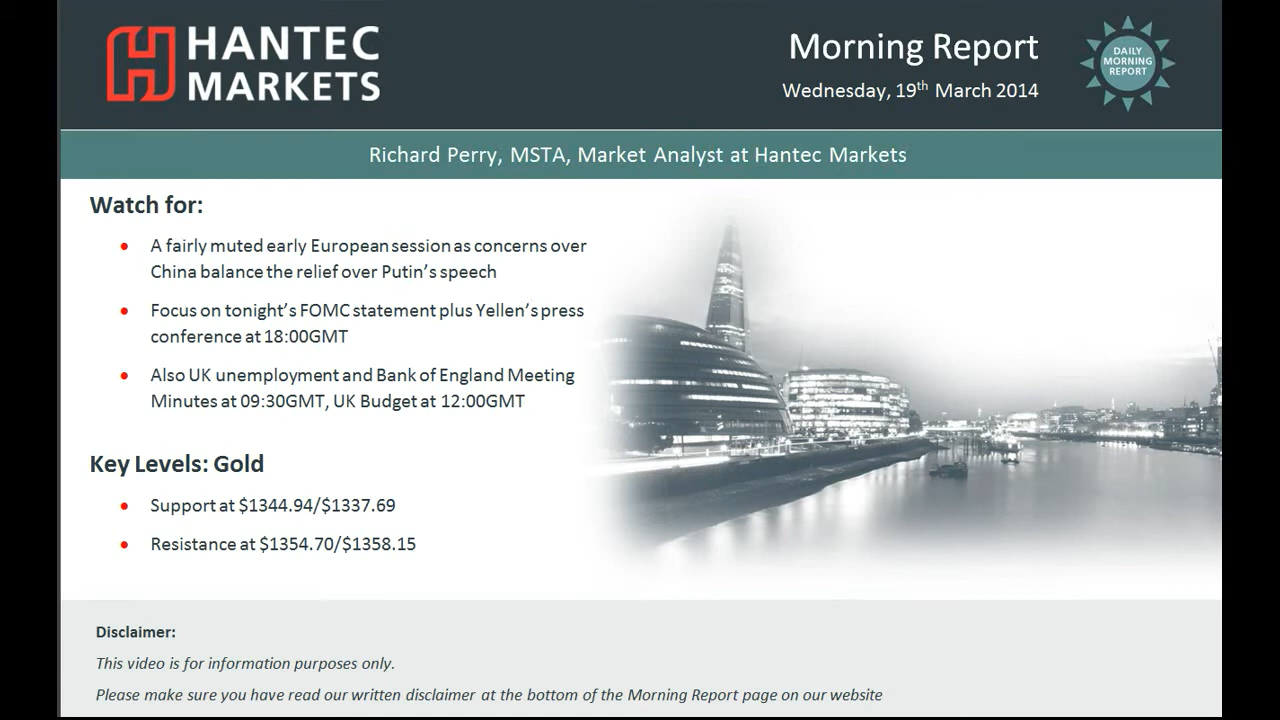 HANTEC
MARKETS
Morning Report
Wednesday, 19th March 2014
DAILY
MORNING
REPORT
Richard Perry, MSTA, Market Analyst at Hantec Markets
Watch for:
• A fairly muted early European session as concerns over
China balance the relief over Putin's speech
• Focus on tonight's FOMC statement plus Yellen's press
conference at 18:00GMT
• Also UK unemployment and Bank of England Meeting
Minutes at 09:30GMT, UK Budget at 12:00GMT
Key Levels: Gold
• Support at $1344.94/$1337.69
• Resistance at $1354.70/$1358.15
Disclaimer:
This video is for information purposes only.
Please make sure you have read our written disclaimer at the bottom of the Morning Report page on our website